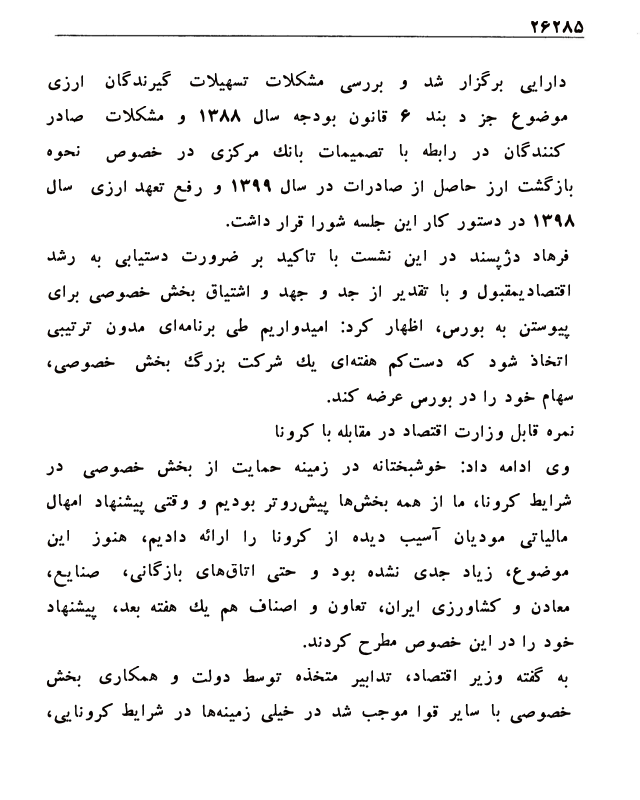 ۲۶۲۸۵
دارایی برگزار شد و بررسی مشکلات تسهیلات گیرندگان ارزی
موضوع جز د بند ۶ قانون بودجه سال ۱۳۸۸ و مشکلات صادر
کنندگان در رابطه با تصمیمات بانك مرکزی در خصوص نحوه
بازگشت ارز حاصل از صادرات در سال ۱۳۹۹ و رفع تعهد ارزی سال
۱۳۹۸ در دستور کار این جلسه شورا قرار داشت.
فرهاد دژپسند در این نشست با تاکید بر ضرورت دستیابی به رشد
اقتصادیمقبول و با تقدیر از جد و جهد و اشتیاق بخش خصوصی برای
پیوستن به بورس، اظهار کرد: امیدواریم طی برنامه‌ای مدون ترتیبی
اتخاذ شود که دست‌کم هفته‌ای یك شرکت بزرگ بخش خصوصی،
سهام خود را در بورس عرضه کند.
نمره قابل وزارت اقتصاد در مقابله با کرونا
وی ادامه داد: خوشبختانه در زمینه حمایت از بخش خصوصی در
شرایط کرونا، ما از همه بخش‌ها پیش‌روتر بودیم و وقتی پیشنهاد امهال
مالیاتی مودیان آسیب دیده از کرونا را ارائه دادیم، هنوز این
موضوع، زیاد جدی نشده بود و حتی اتاق‌های بازگانی، صنایع،
معادن و کشاورزی ایران، تعاون و اصناف هم یك هفته بعد، پیشنهاد
خود را در این خصوص مطرح کردند.
به گفته وزیر اقتصاد، تدابیر متخذه توسط دولت و همکاری بخش
خصوصی با سایر قوا موجب شد در خیلی زمینه‌ها در شرایط کرونایی،